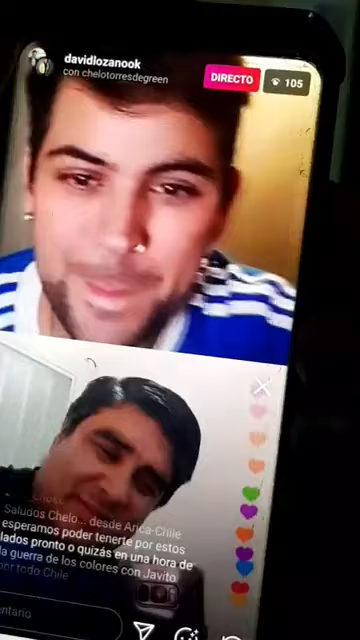 davidlozanook
con chelotorresdegreen
DIRECTO
105
Saludos Chelo... desde Arica-Chile
esperamos poder tenerte por estos
lados pronto o quizás en una hora de
la guerra de los colores con Javito
por todo Chile
entario